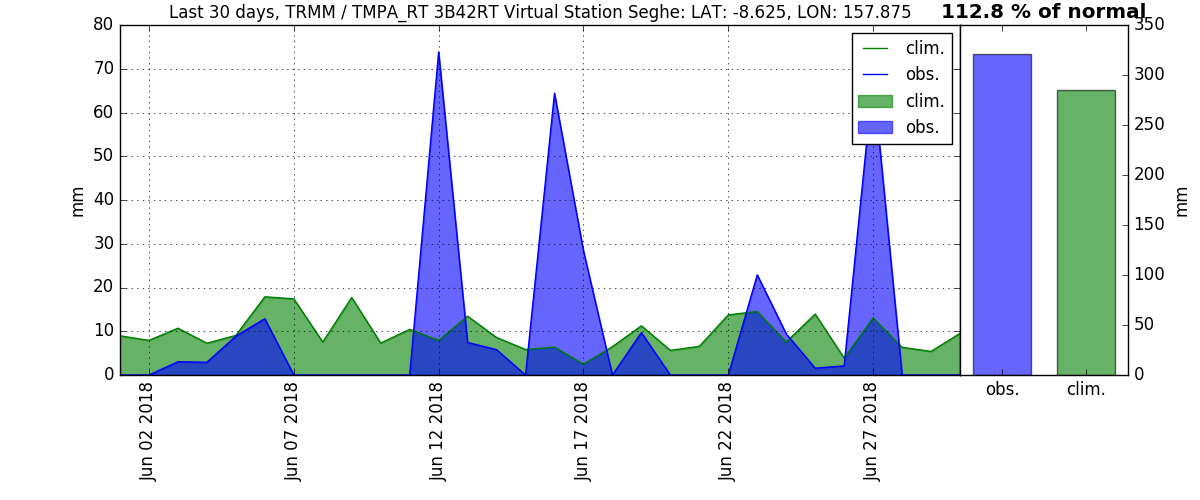 Last 30 days, TRMM / TMPA_RT 3B42RT Virtual Station Seghe: LAT: -8.625, LON: 157.875
112.8 % of normal
80
70
60
50
40
30
20
10
0
mm
clim.
obs.
clim.
obs.
Jun 02 2018
Jun 07 2018
Jun 12 2018
Jun 17 2018
Jun 22 2018
Jun 27 2018
350
300
250
200
150
100
50
0
mm
obs.
clim.